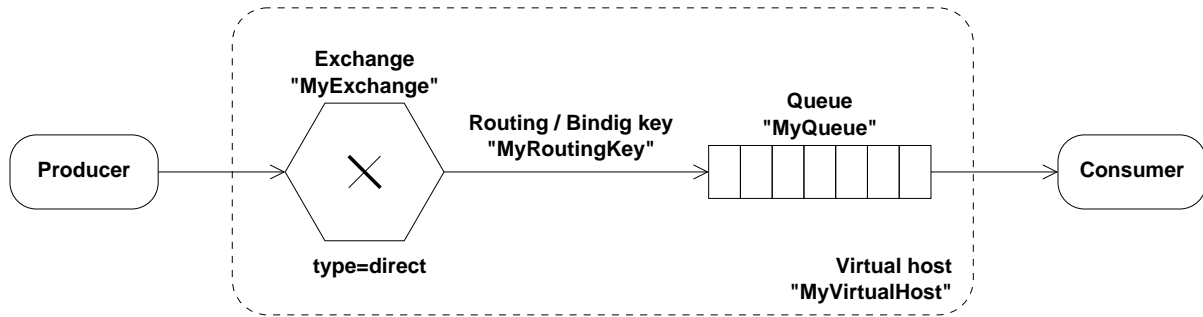 Exchange
"MyExchange"
Queue
"MyQueue"
Routing / Bindig key
"MyRoutingKey"
Producer
Consumer
type=direct
Virtual host
"MyVirtualHost"